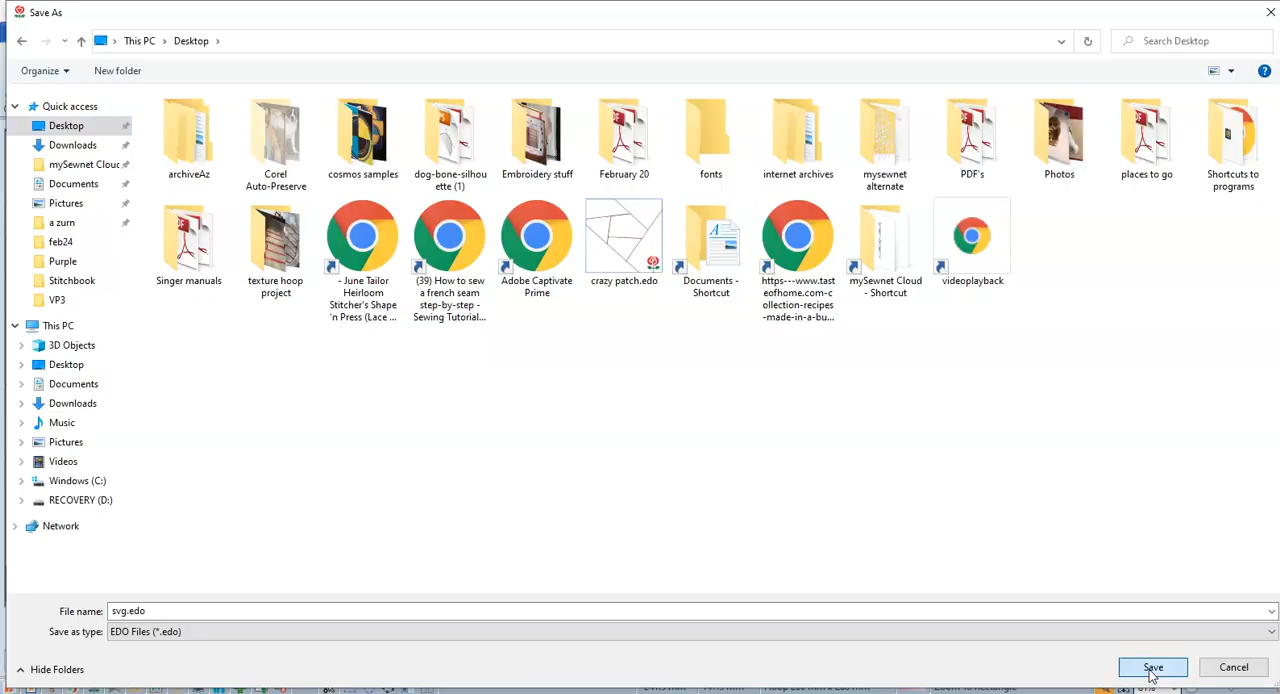 Save As
This PC > Desktop >
Search Desktop
Organize
New folder
Quick access
Desktop
Downloads
mySewnet Cloud
Documents
Pictures
a zurn
feb24
Purple
Stitchbook
VP3
This PC
3D Objects
Desktop
Documents
Downloads
Music
Pictures
Videos
Windows (C:)
RECOVERY (D:)
Network
archiveAz
Corel
Auto-Preserve
cosmos samples
dog-bone-silhou
ette (1)
Embroidery stuff
February 20
fonts
internet archives
mysewnet
alternate
PDF's
Photos
places to go
Shortcuts to
programs
Singer manuals
texture hoop
project
- June Tailor
Heirloom
Stitcher's Shape
'n Press (Lace ...
(39) How to sew
a french seam
step-by-step -
Sewing Tutorial...
Adobe Captivate
Prime
crazy patch.edo
Documents -
Shortcut
https---www.tast
eofhome.com-c
ollection-recipes
-made-in-a-bu...
mySewnet Cloud
- Shortcut
videoplayback
File name: svg.edo
Save as type: EDO Files (*.edo)
Hide Folders
Save
Cancel